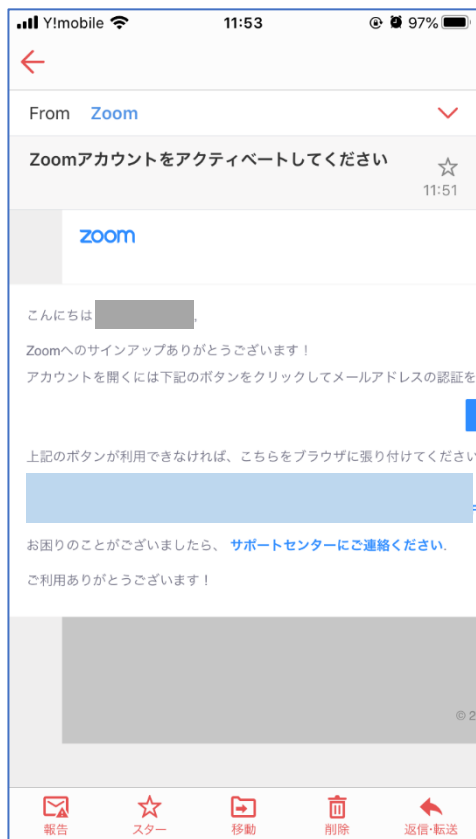 Y!mobile 11:53 97%
From Zoom
Zoomアカウントをアクティベートしてください
11:51
zoom
こんにちは ,
Zoomへのサインアップありがとうございます！
アカウントを開くには下記のボタンをクリックしてメールアドレスの認証を
上記のボタンが利用できなければ、こちらをブラウザに張り付けてください
お困りのことがございましたら、 サポートセンターにご連絡ください.
ご利用ありがとうございます！
© 2
報告 スター 移動 削除 返信・転送